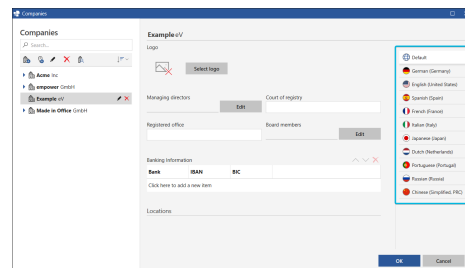 Companies
Companies
Search...
Acme Inc
empower GmbH
Example eV
Made in Office GmbH
Example eV
Logo
Select logo
Managing directors
Edit
Court of registry
Registered office
Board members
Edit
Banking Information
Bank IBAN BIC
Click here to add a new item
Locations
Default
German (Germany)
English (United States)
Spanish (Spain)
French (France)
Italian (Italy)
Japanese (Japan)
Dutch (Netherlands)
Portuguese (Portugal)
Russian (Russia)
Chinese (Simplified, PRC)
OK Cancel